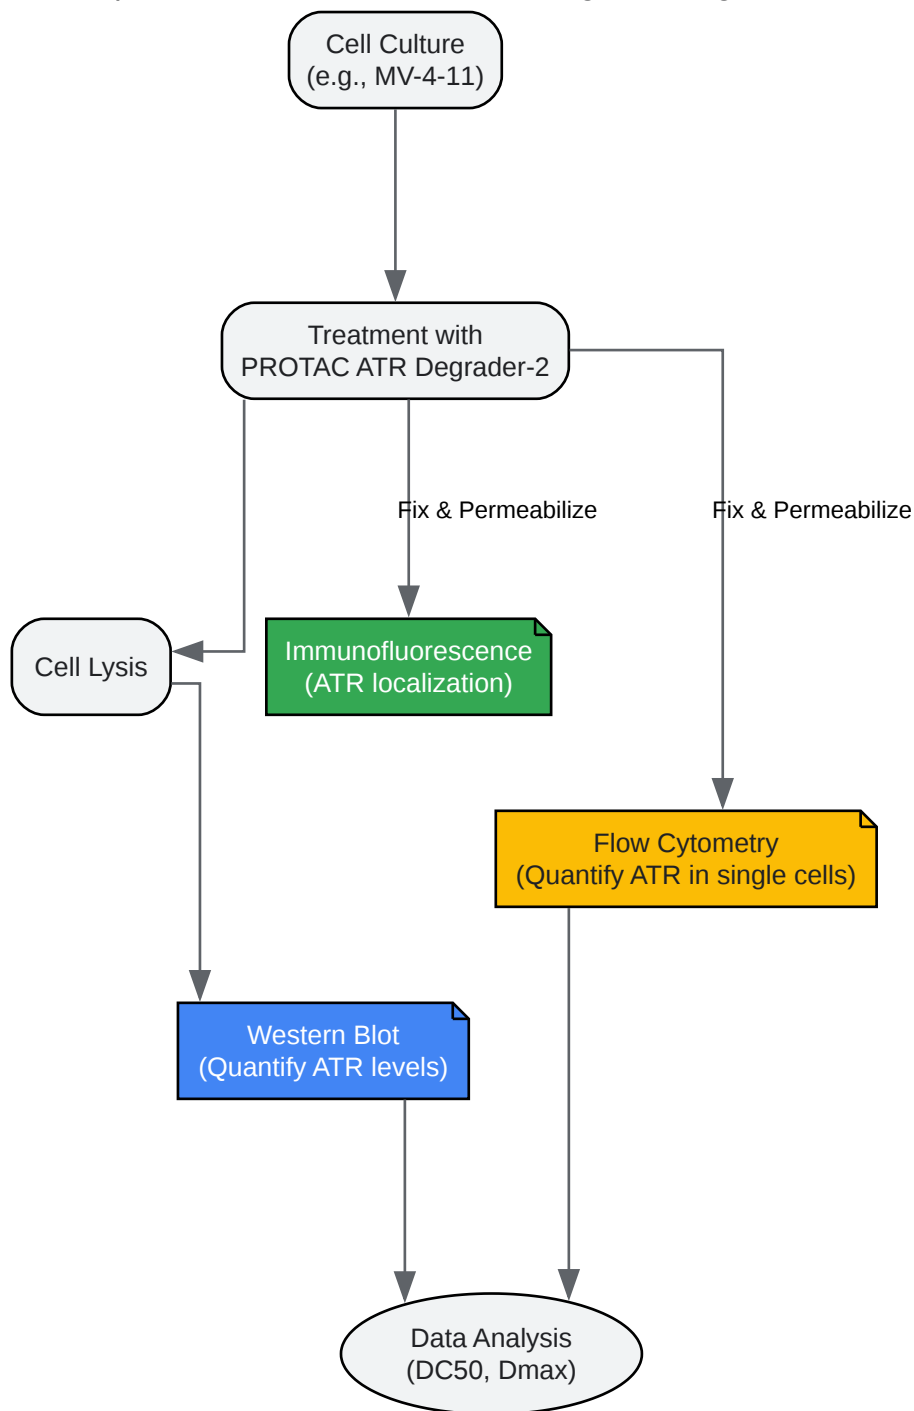 Cell Culture
(e.g., MV-4-11)
Treatment with
PROTAC ATR Degrader-2
Fix & Permeabilize
Fix & Permeabilize
Cell Lysis
Immunofluorescence
(ATR localization)
Flow Cytometry
(Quantify ATR in single cells)
Western Blot
(Quantify ATR levels)
Data Analysis
(DC50, Dmax)